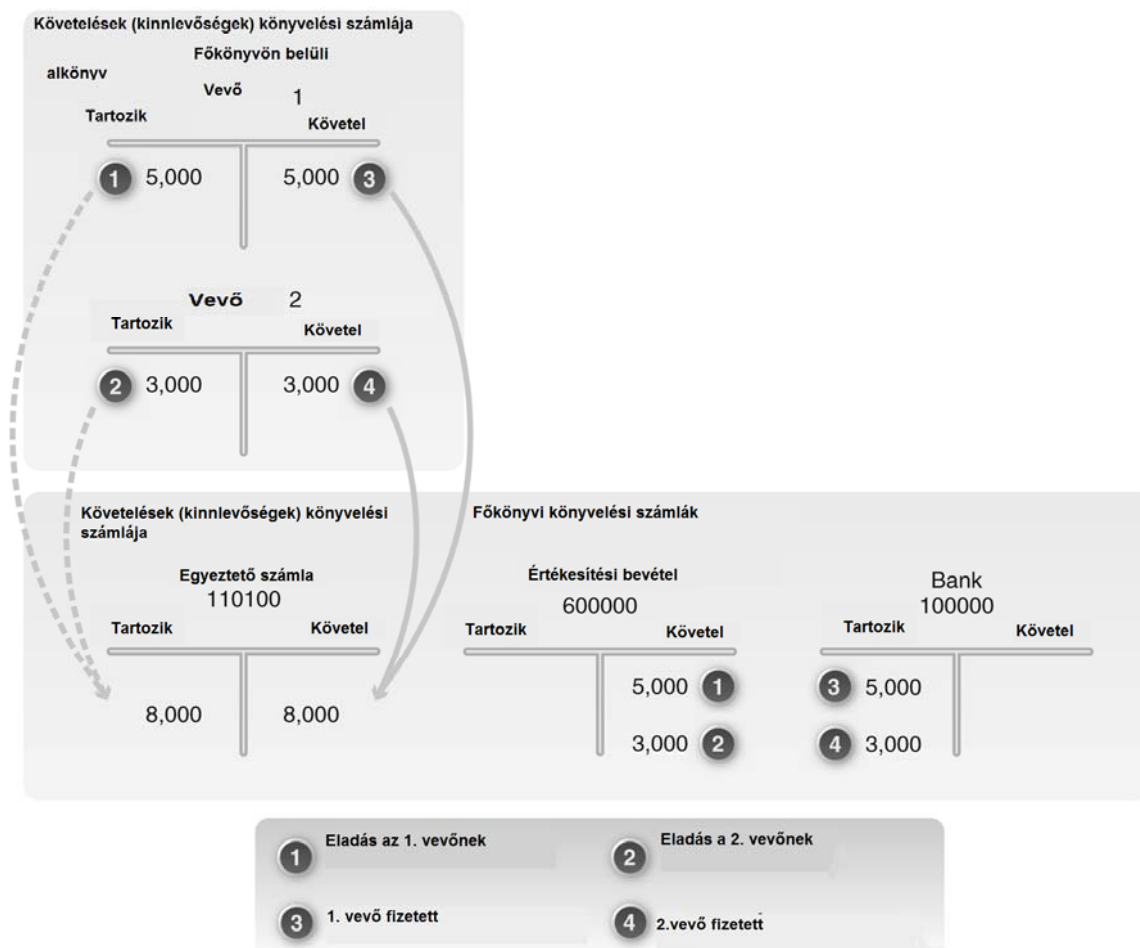 Követelések (kinnlevőségek) könyvelési számlája
Főkönyvön belüli
alkönyv
Vevő 1
Tartozik Követel
1 5,000 5,000 3
Vevő 2
Tartozik Követel
2 3,000 3,000 4
Követelések (kinnlevőségek) könyvelési
számlája
Egyeztető számla
110100
Tartozik Követel
8,000 8,000
Főkönyvi könyvelési számlák
Értékesítési bevétel
600000
Tartozik Követel
5,000 1
3,000 2
Bank
100000
Tartozik Követel
3 5,000
4 3,000
1 Eladás az 1. vevőnek
2 Eladás a 2. vevőnek
3 1. vevő fizetett
4 2.vevő fizetett